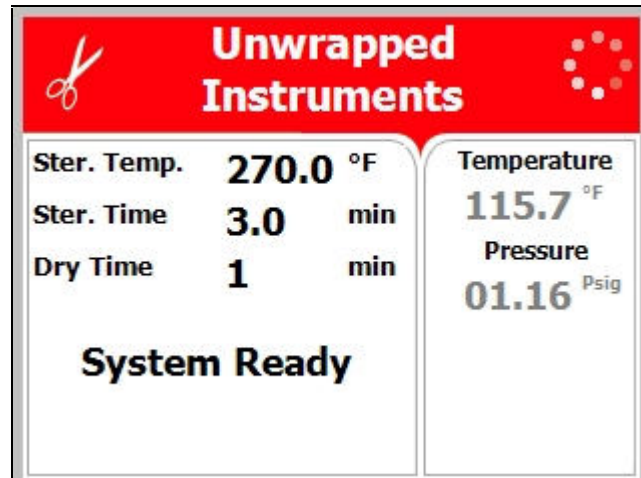 Unwrapped
Instruments
Ster. Temp. 270.0 °F
Ster. Time 3.0 min
Dry Time 1 min
System Ready
Temperature
115.7 °F
Pressure
01.16 Psig